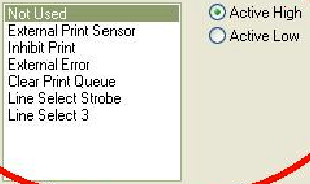 Not Used
External Print Sensor
Inhibit Print
External Error
Clear Print Queue
Line Select Strobe
Line Select 3
Active High
Active Low